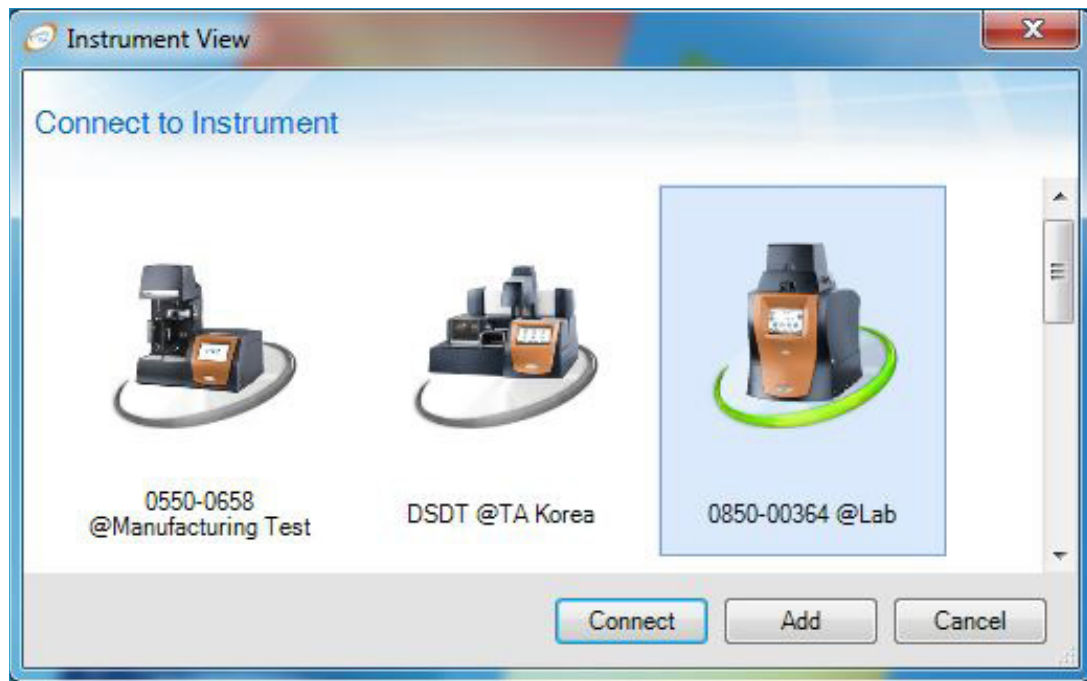 Instrument View
Connect to Instrument
0550-0658
@Manufacturing Test
DSDT @TA Korea
0850-00364 @Lab
Connect
Add
Cancel